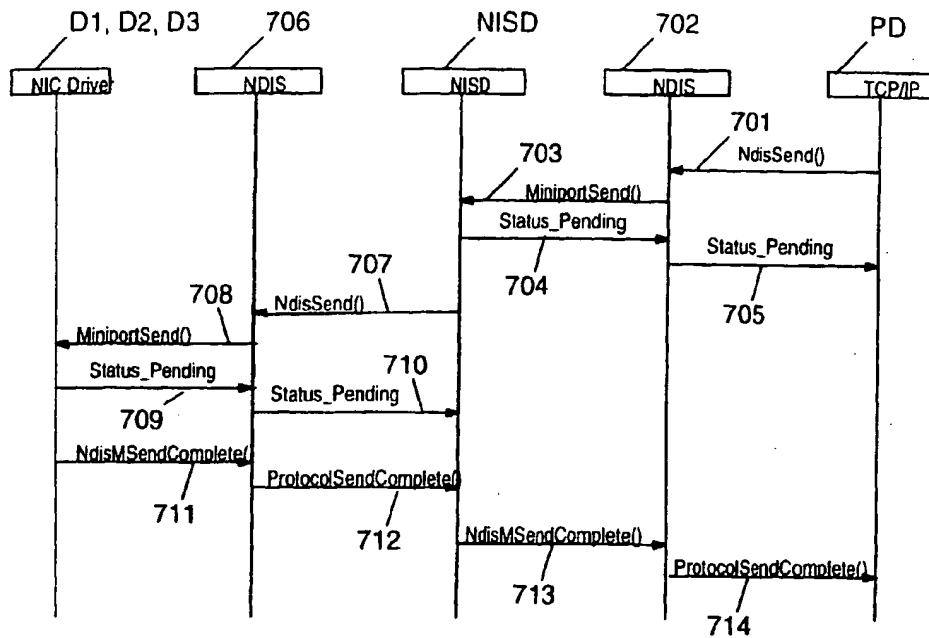 D1, D2, D3 706 NISD 702 PD
NIC Driver NDIS NISD NDIS TCP/IP
701
NdisSend()
703
MiniportSend()
Status_Pending
704
Status_Pending
705
707
NdisSend()
708
MiniportSend()
Status_Pending
709
710
Status_Pending
NdisMSendComplete(
711
ProtocolSendComplete()
712
NdisMSendComplete()
713
ProtocolSendComplete()
714